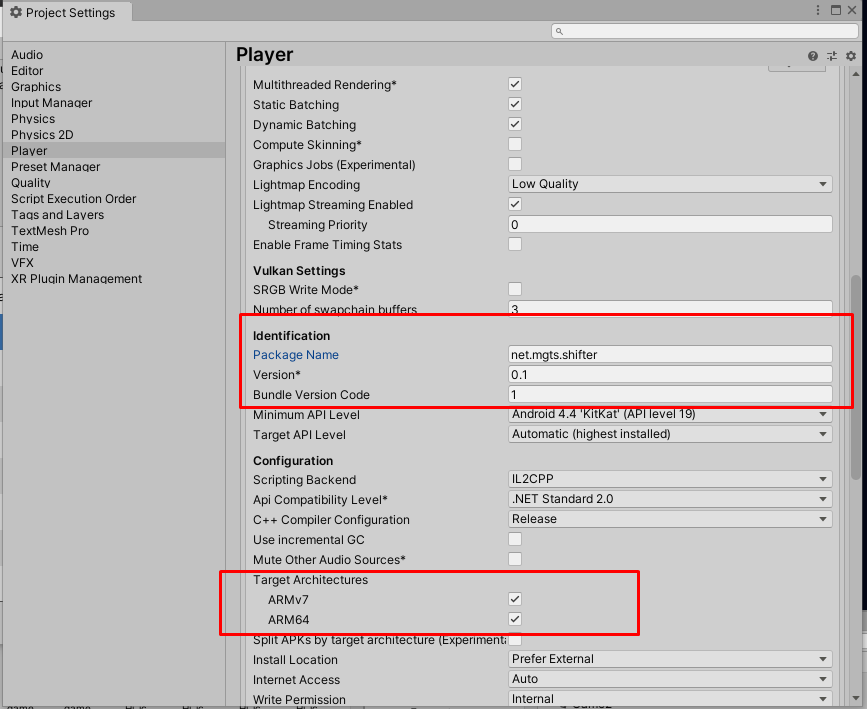 Project Settings
Audio
Editor
Graphics
Input Manager
Physics
Physics 2D
Player
Preset Manager
Quality
Script Execution Order
Tags and Layers
TextMesh Pro
Time
VFX
XR Plugin Management
Player
Multithreaded Rendering*
Static Batching
Dynamic Batching
Compute Skinning*
Graphics Jobs (Experimental)
Lightmap Encoding Low Quality
Lightmap Streaming Enabled
Streaming Priority 0
Enable Frame Timing Stats
Vulkan Settings
SRGB Write Mode*
Number of swapchain buffers 3
Identification
Package Name net.mgts.shifter
Version* 0.1
Bundle Version Code 1
Minimum API Level Android 4.4 'KitKat' (API level 19)
Target API Level Automatic (highest installed)
Configuration
Scripting Backend IL2CPP
Api Compatibility Level* .NET Standard 2.0
C++ Compiler Configuration Release
Use incremental GC
Mute Other Audio Sources*
Target Architectures
ARMv7
ARM64
Split APKs by target architecture (Experimenta
Install Location Prefer External
Internet Access Auto
Write Permission Internal